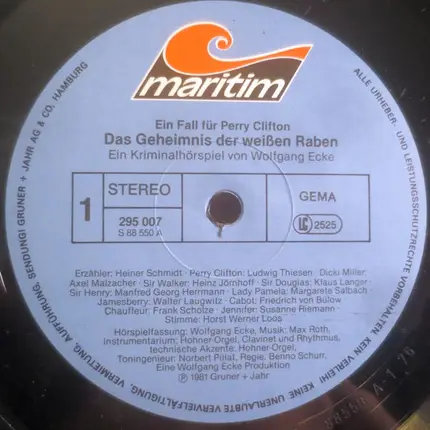 maritim
Ein Fall für Perry Clifton
Das Geheimnis der weißen Raben
Ein Kriminalhörspiel von Wolfgang Ecke
1
STEREO
295 007
S 88 550 A
GEMA
LC 2525
Erzähler: Heiner Schmidt · Perry Clifton: Ludwig Thiesen · Dicki Miller:
Axel Malzacher · Sir Walker: Heinz Jörnhoff · Sir Douglas: Klaus Langer ·
Sir Henry: Manfred Georg Herrmann · Lady Pamela: Margarete Salbach ·
Jamesberry: Walter Laugwitz · Cabol: Friedrich von Bülow
Chauffeur: Frank Scholze · Jennifer: Susanne Riemann ·
Stimme: Horst Werner Loos
Hörspielfassung: Wolfgang Ecke, Musik: Max Roth,
Instrumentarium: Hohner-Orgel, Clavinet und Rhythmus,
technische Akzente: Hohner-Orgel,
Toningenieur: Norbert Pillat, Regie: Benno Schurr,
Eine Wolfgang Ecke Produktion
Ⓟ 1981 Gruner + Jahr
ALLE URHEBER- UND LEISTUNGSSCHUTZRECHTE VORBEHALTEN. KEIN VERLEIH! KEINE UNERLAUBTE VERVIELFÄLTIGUNG, VERMIETUNG, AUFFÜHRUNG, SENDUNG! GRUNER + JAHR AG & CO, HAMBURG
88550 A-1 76